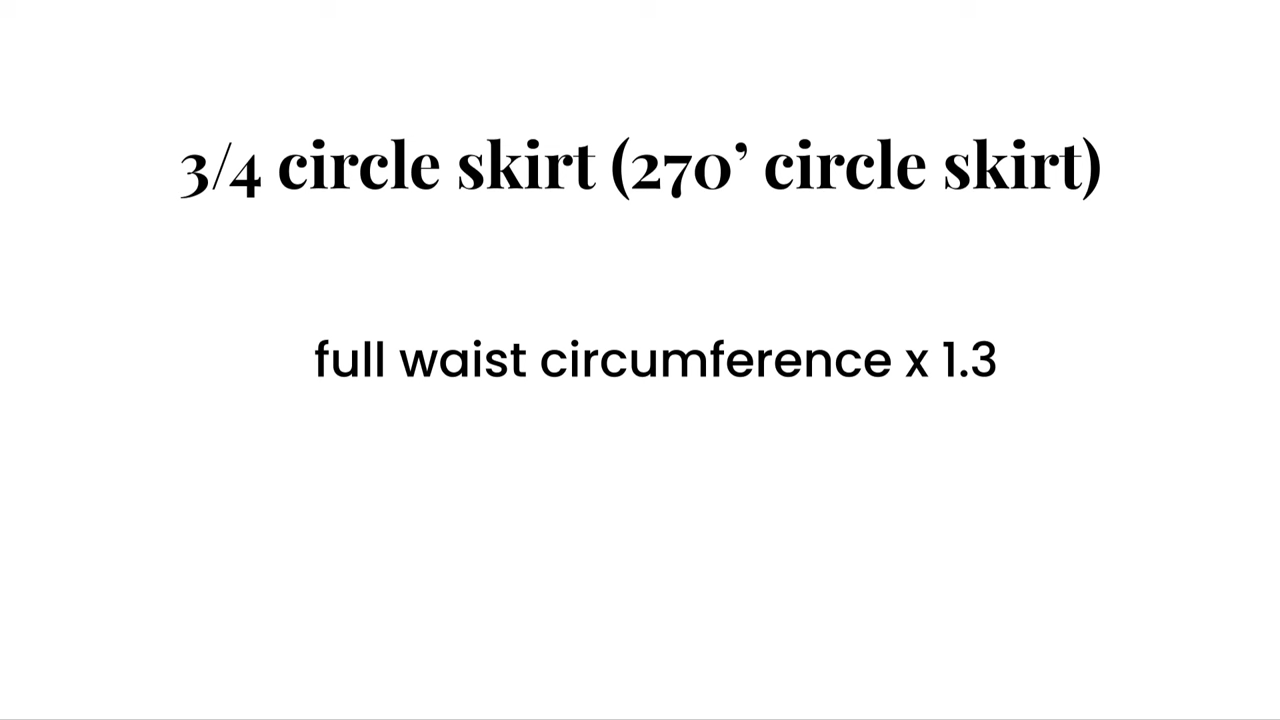 3/4 circle skirt (270’ circle skirt)
full waist circumference x 1.3